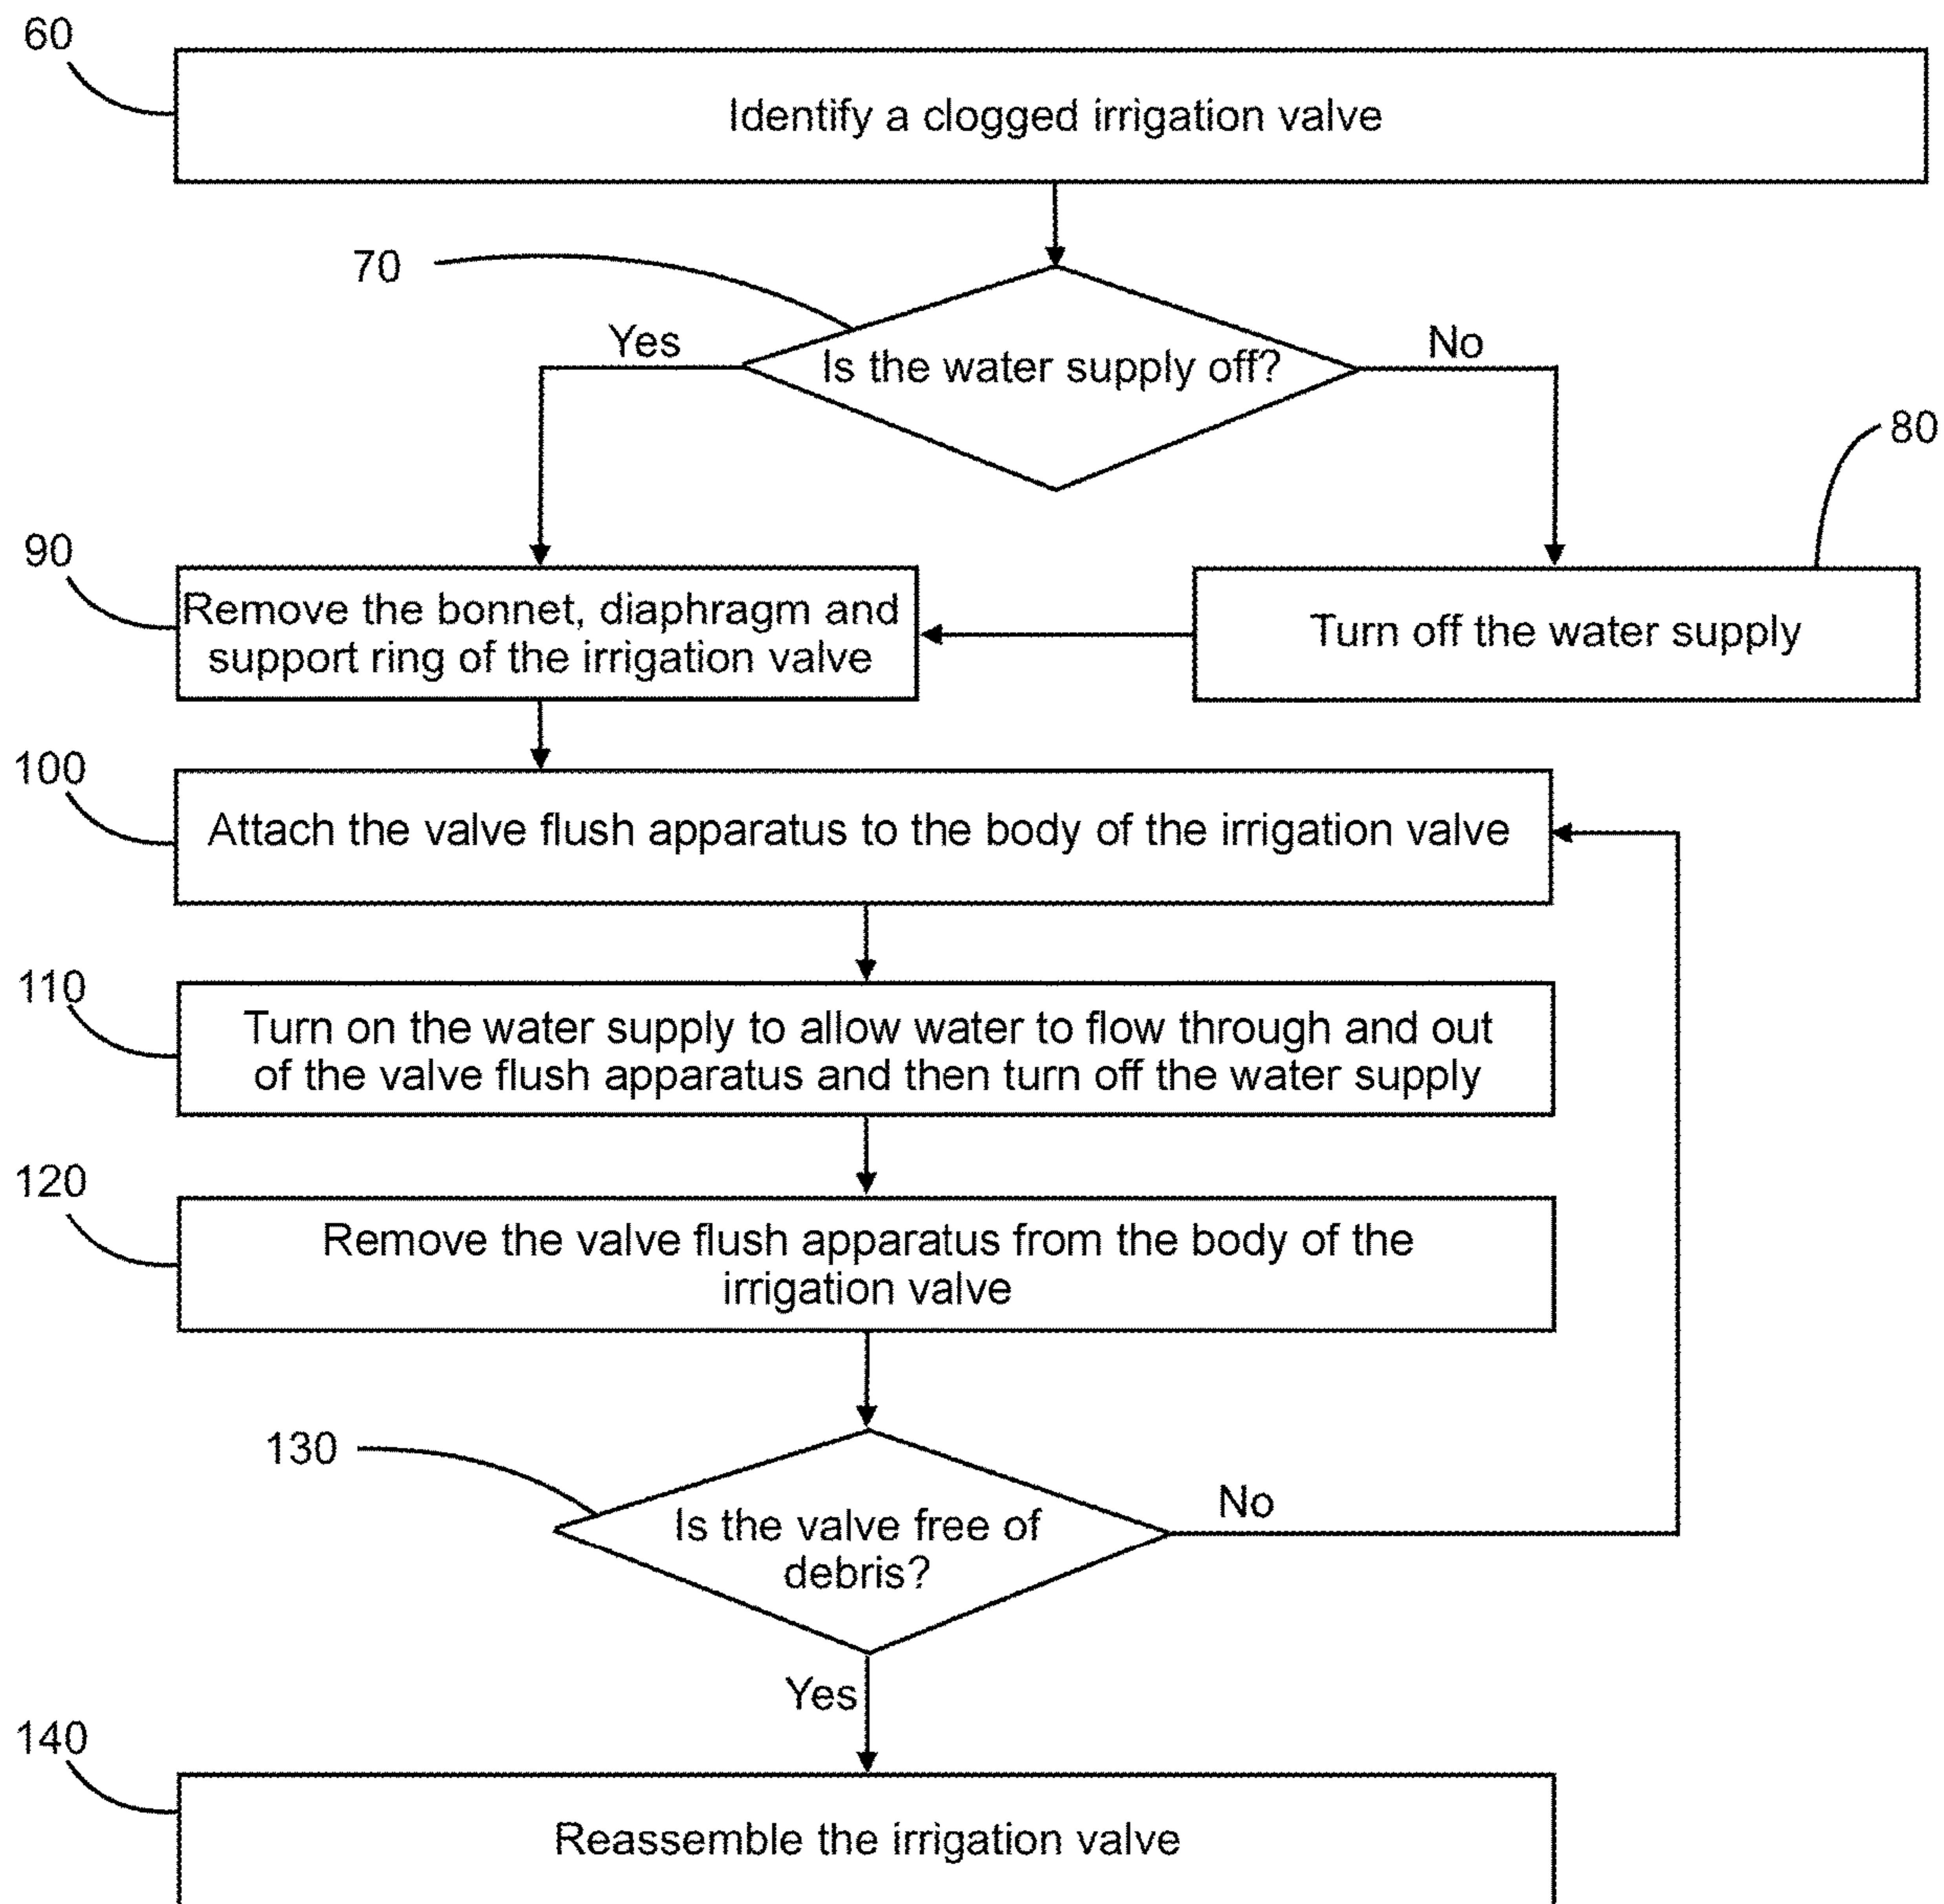 60
Identify a clogged irrigation valve
70
Yes
Is the water supply off?
No
80
90
Remove the bonnet, diaphragm and
support ring of the irrigation valve
Turn off the water supply
100
Attach the valve flush apparatus to the body of the irrigation valve
110
Turn on the water supply to allow water to flow through and out
of the valve flush apparatus and then turn off the water supply
120
Remove the valve flush apparatus from the body of the
irrigation valve
130
Is the valve free of
debris?
No
Yes
140
Reassemble the irrigation valve